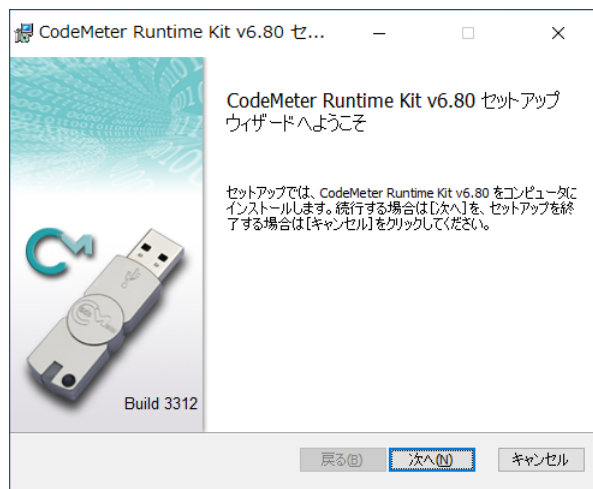 CodeMeter Runtime Kit v6.80 セ...
CodeMeter Runtime Kit v6.80 セットアップ
ウィザードへようこそ
セットアップでは、CodeMeter Runtime Kit v6.80 をコンピュータに
インストールします。続行する場合は[次へ]を、セットアップを終
了する場合は[キャンセル]をクリックしてください。
Build 3312
戻る(B)
次へ(N)
キャンセル